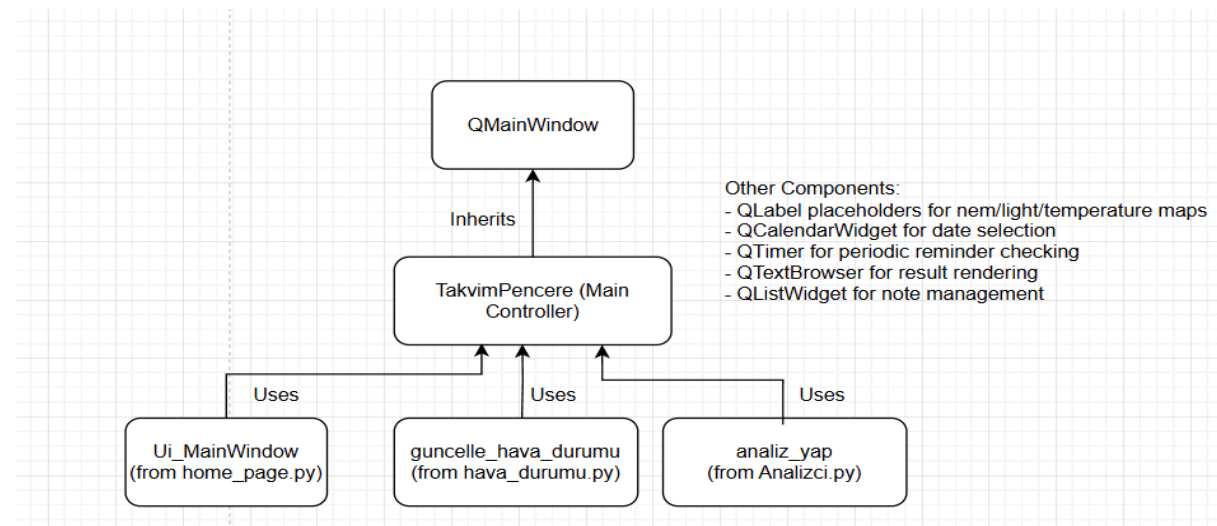 QMainWindow
Inherits
Other Components:
- QLabel placeholders for nem/light/temperature maps
- QCalendarWidget for date selection
- QTimer for periodic reminder checking
- QTextBrowser for result rendering
- QListWidget for note management
TakvimPencere (Main
Controller)
Uses
Uses
Uses
Ui_MainWindow
(from home_page.py)
guncelle_hava_durumu
(from hava_durumu.py)
analiz_yap
(from Analizci.py)